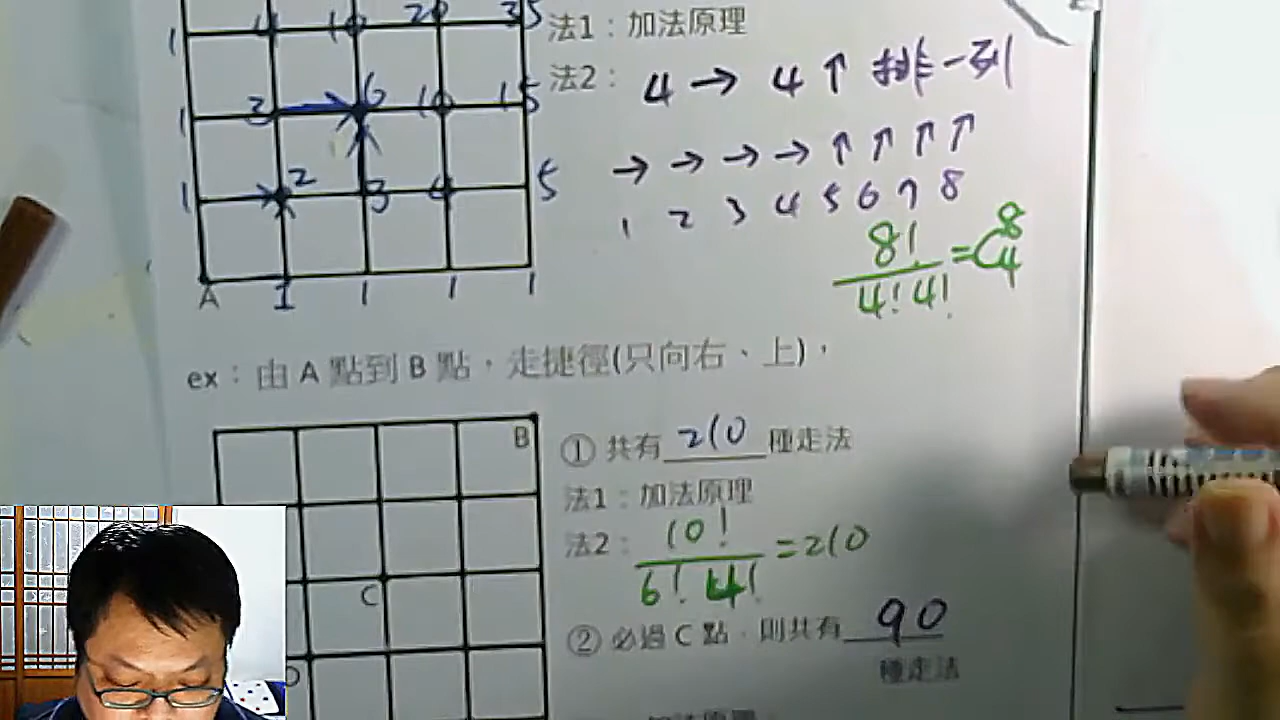 1 4 10 20 35
法1：加法原理
1 3 6 10 15
法2： 4 → 4 ↑ 排一列
→ → → → ↑ ↑ ↑ ↑
1 2 3 4 5 6 7 8
1 2 3 4 5
8! / 4! 4! = C 8 4
A 1 1 1 1
ex：由 A 點到 B 點，走捷徑(只向右、上)，
B
① 共有 210 種走法
法1：加法原理
法2： 10! / 6! 4! = 210
C
② 必過 C 點，則共有 90
種走法